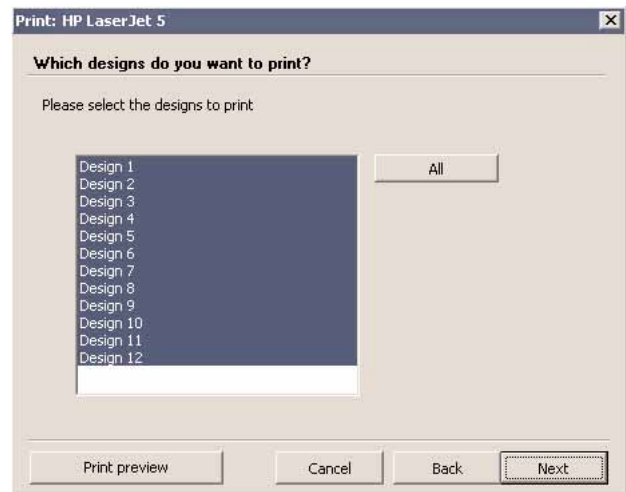 Print: HP LaserJet 5
Which designs do you want to print?
Please select the designs to print
Design 1
Design 2
Design 3
Design 4
Design 5
Design 6
Design 7
Design 8
Design 9
Design 10
Design 11
Design 12
All
Print preview
Cancel
Back
Next